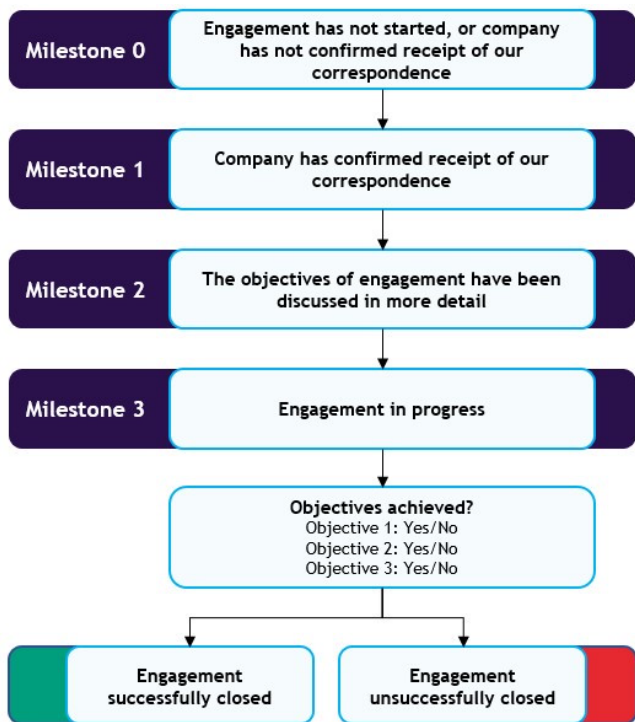 Milestone 0
Engagement has not started, or company
has not confirmed receipt of our
correspondence
Milestone 1
Company has confirmed receipt of our
correspondence
Milestone 2
The objectives of engagement have been
discussed in more detail
Milestone 3
Engagement in progress
Objectives achieved?
Objective 1: Yes/No
Objective 2: Yes/No
Objective 3: Yes/No
Engagement
successfully closed
Engagement
unsuccessfully closed